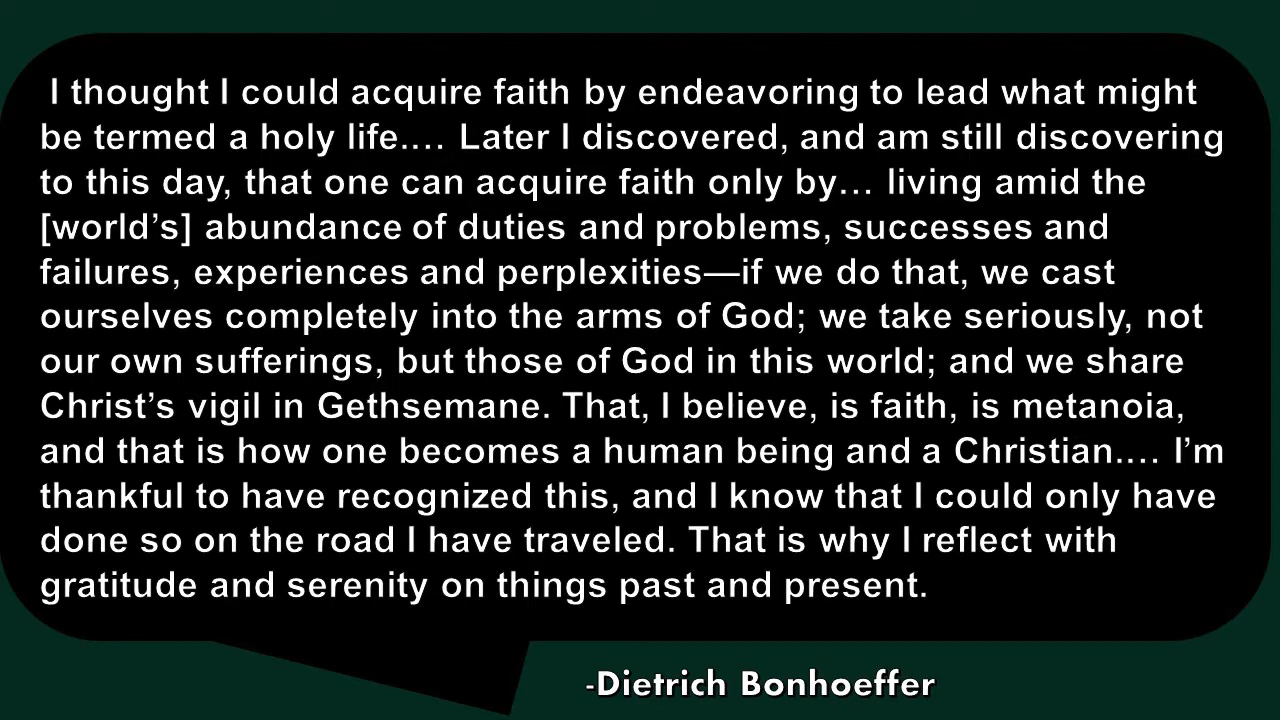 I thought I could acquire faith by endeavoring to lead what might
be termed a holy life.… Later I discovered, and am still discovering
to this day, that one can acquire faith only by… living amid the
[world’s] abundance of duties and problems, successes and
failures, experiences and perplexities—if we do that, we cast
ourselves completely into the arms of God; we take seriously, not
our own sufferings, but those of God in this world; and we share
Christ’s vigil in Gethsemane. That, I believe, is faith, is metanoia,
and that is how one becomes a human being and a Christian.… I’m
thankful to have recognized this, and I know that I could only have
done so on the road I have traveled. That is why I reflect with
gratitude and serenity on things past and present.
-Dietrich Bonhoeffer